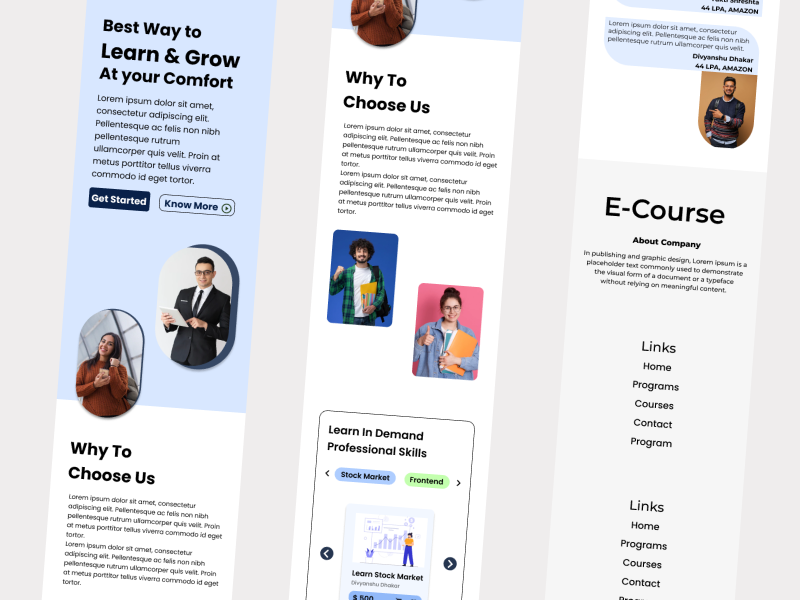 Best Way to
Learn & Grow
At your Comfort
Lorem ipsum dolor sit amet,
consectetur adipiscing elit.
Pellentesque ac felis non nibh
pellentesque rutrum
ullamcorper quis velit. Proin at
metus porttitor tellus viverra
commodo id eget tortor.
Get Started
Know More
Why To
Choose Us
Lorem ipsum dolor sit amet, consectetur
adipiscing elit. Pellentesque ac felis non nibh
pellentesque rutrum ullamcorper quis velit. Proin
at metus porttitor tellus viverra commodo id eget
tortor.
Lorem ipsum dolor sit amet, consectetur
adipiscing elit. Pellentesque ac felis non nibh
pellentesque rutrum ullamcorper quis velit. Proin
at metus porttitor tellus viverra commodo id eget
tortor.
Why To
Choose Us
Lorem ipsum dolor sit amet, consectetur
adipiscing elit. Pellentesque ac felis non nibh
pellentesque rutrum ullamcorper quis velit. Proin
at metus porttitor tellus viverra commodo id eget
tortor.
Lorem ipsum dolor sit amet, consectetur
adipiscing elit. Pellentesque ac felis non nibh
pellentesque rutrum ullamcorper quis velit. Proin
at metus porttitor tellus viverra commodo id eget
tortor.
Learn In Demand
Professional Skills
Stock Market
Frontend
Learn Stock Market
Divyanshu Dhakar
$ 500
Shreshta
44 LPA, AMAZON
Lorem ipsum dolor sit amet, consectetur
adipiscing elit. Pellentesque ac felis non nibh
pellentesque rutrum ullamcorper quis velit.
Divyanshu Dhakar
44 LPA, AMAZON
E-Course
About Company
In publishing and graphic design, Lorem ipsum is a
placeholder text commonly used to demonstrate
the visual form of a document or a typeface
without relying on meaningful content.
Links
Home
Programs
Courses
Contact
Program
Links
Home
Programs
Courses
Contact